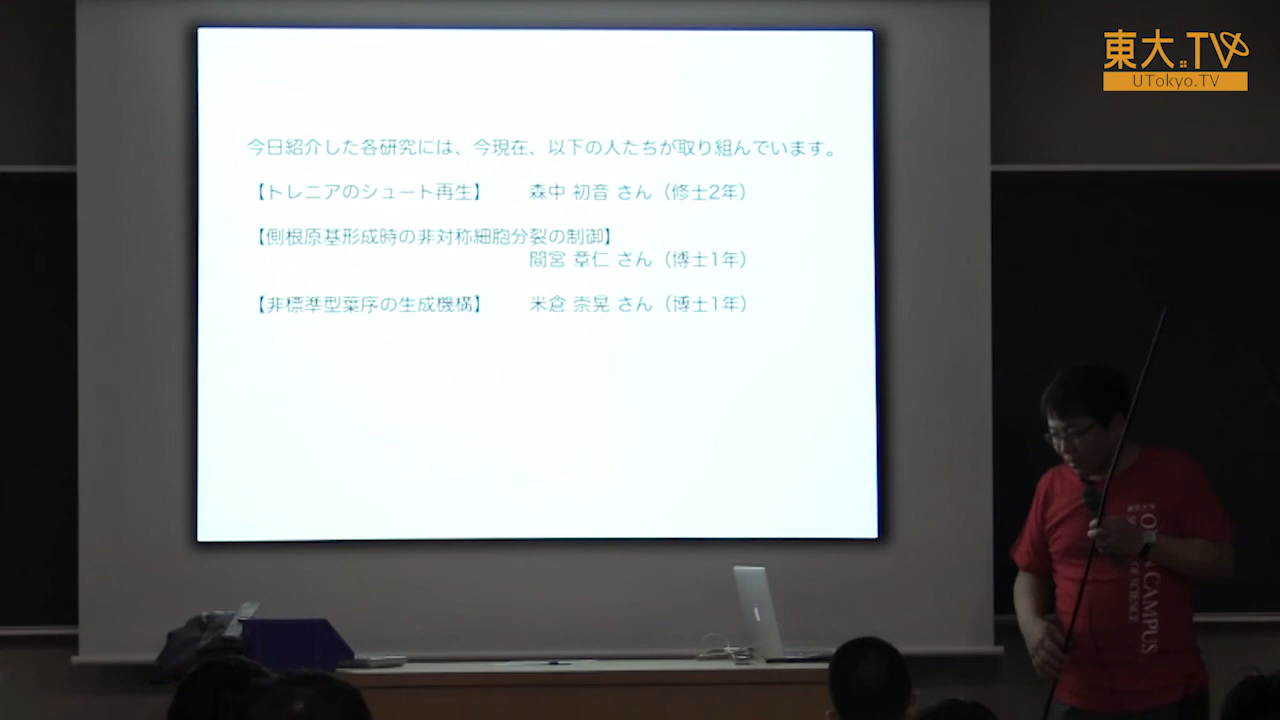 東大.TV
UTokyo.TV
今日紹介した各研究には、今現在、以下の人たちが取り組んでいます。
【トレニアのシュート再生】 森中 初音 さん（修士2年）
【側根原基形成時の非対称細胞分裂の制御】
間宮 章仁 さん（博士1年）
【非標準型葉序の生成機構】 米倉 崇晃 さん（博士1年）
OPEN CAMPUS